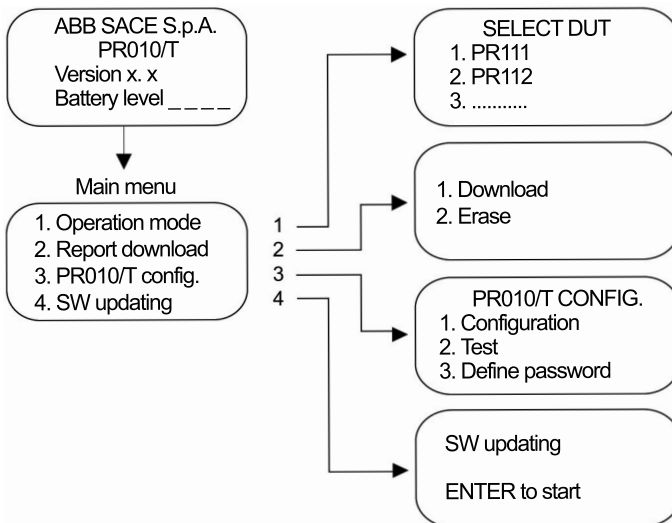 ABB SACE S.p.A.
PR010/T
Version x. x
Battery level _ _ _ _
Main menu
1. Operation mode
2. Report download
3. PR010/T config.
4. SW updating
1
2
3
4
SELECT DUT
1. PR111
2. PR112
3. ...........
1. Download
2. Erase
PR010/T CONFIG.
1. Configuration
2. Test
3. Define password
SW updating
ENTER to start